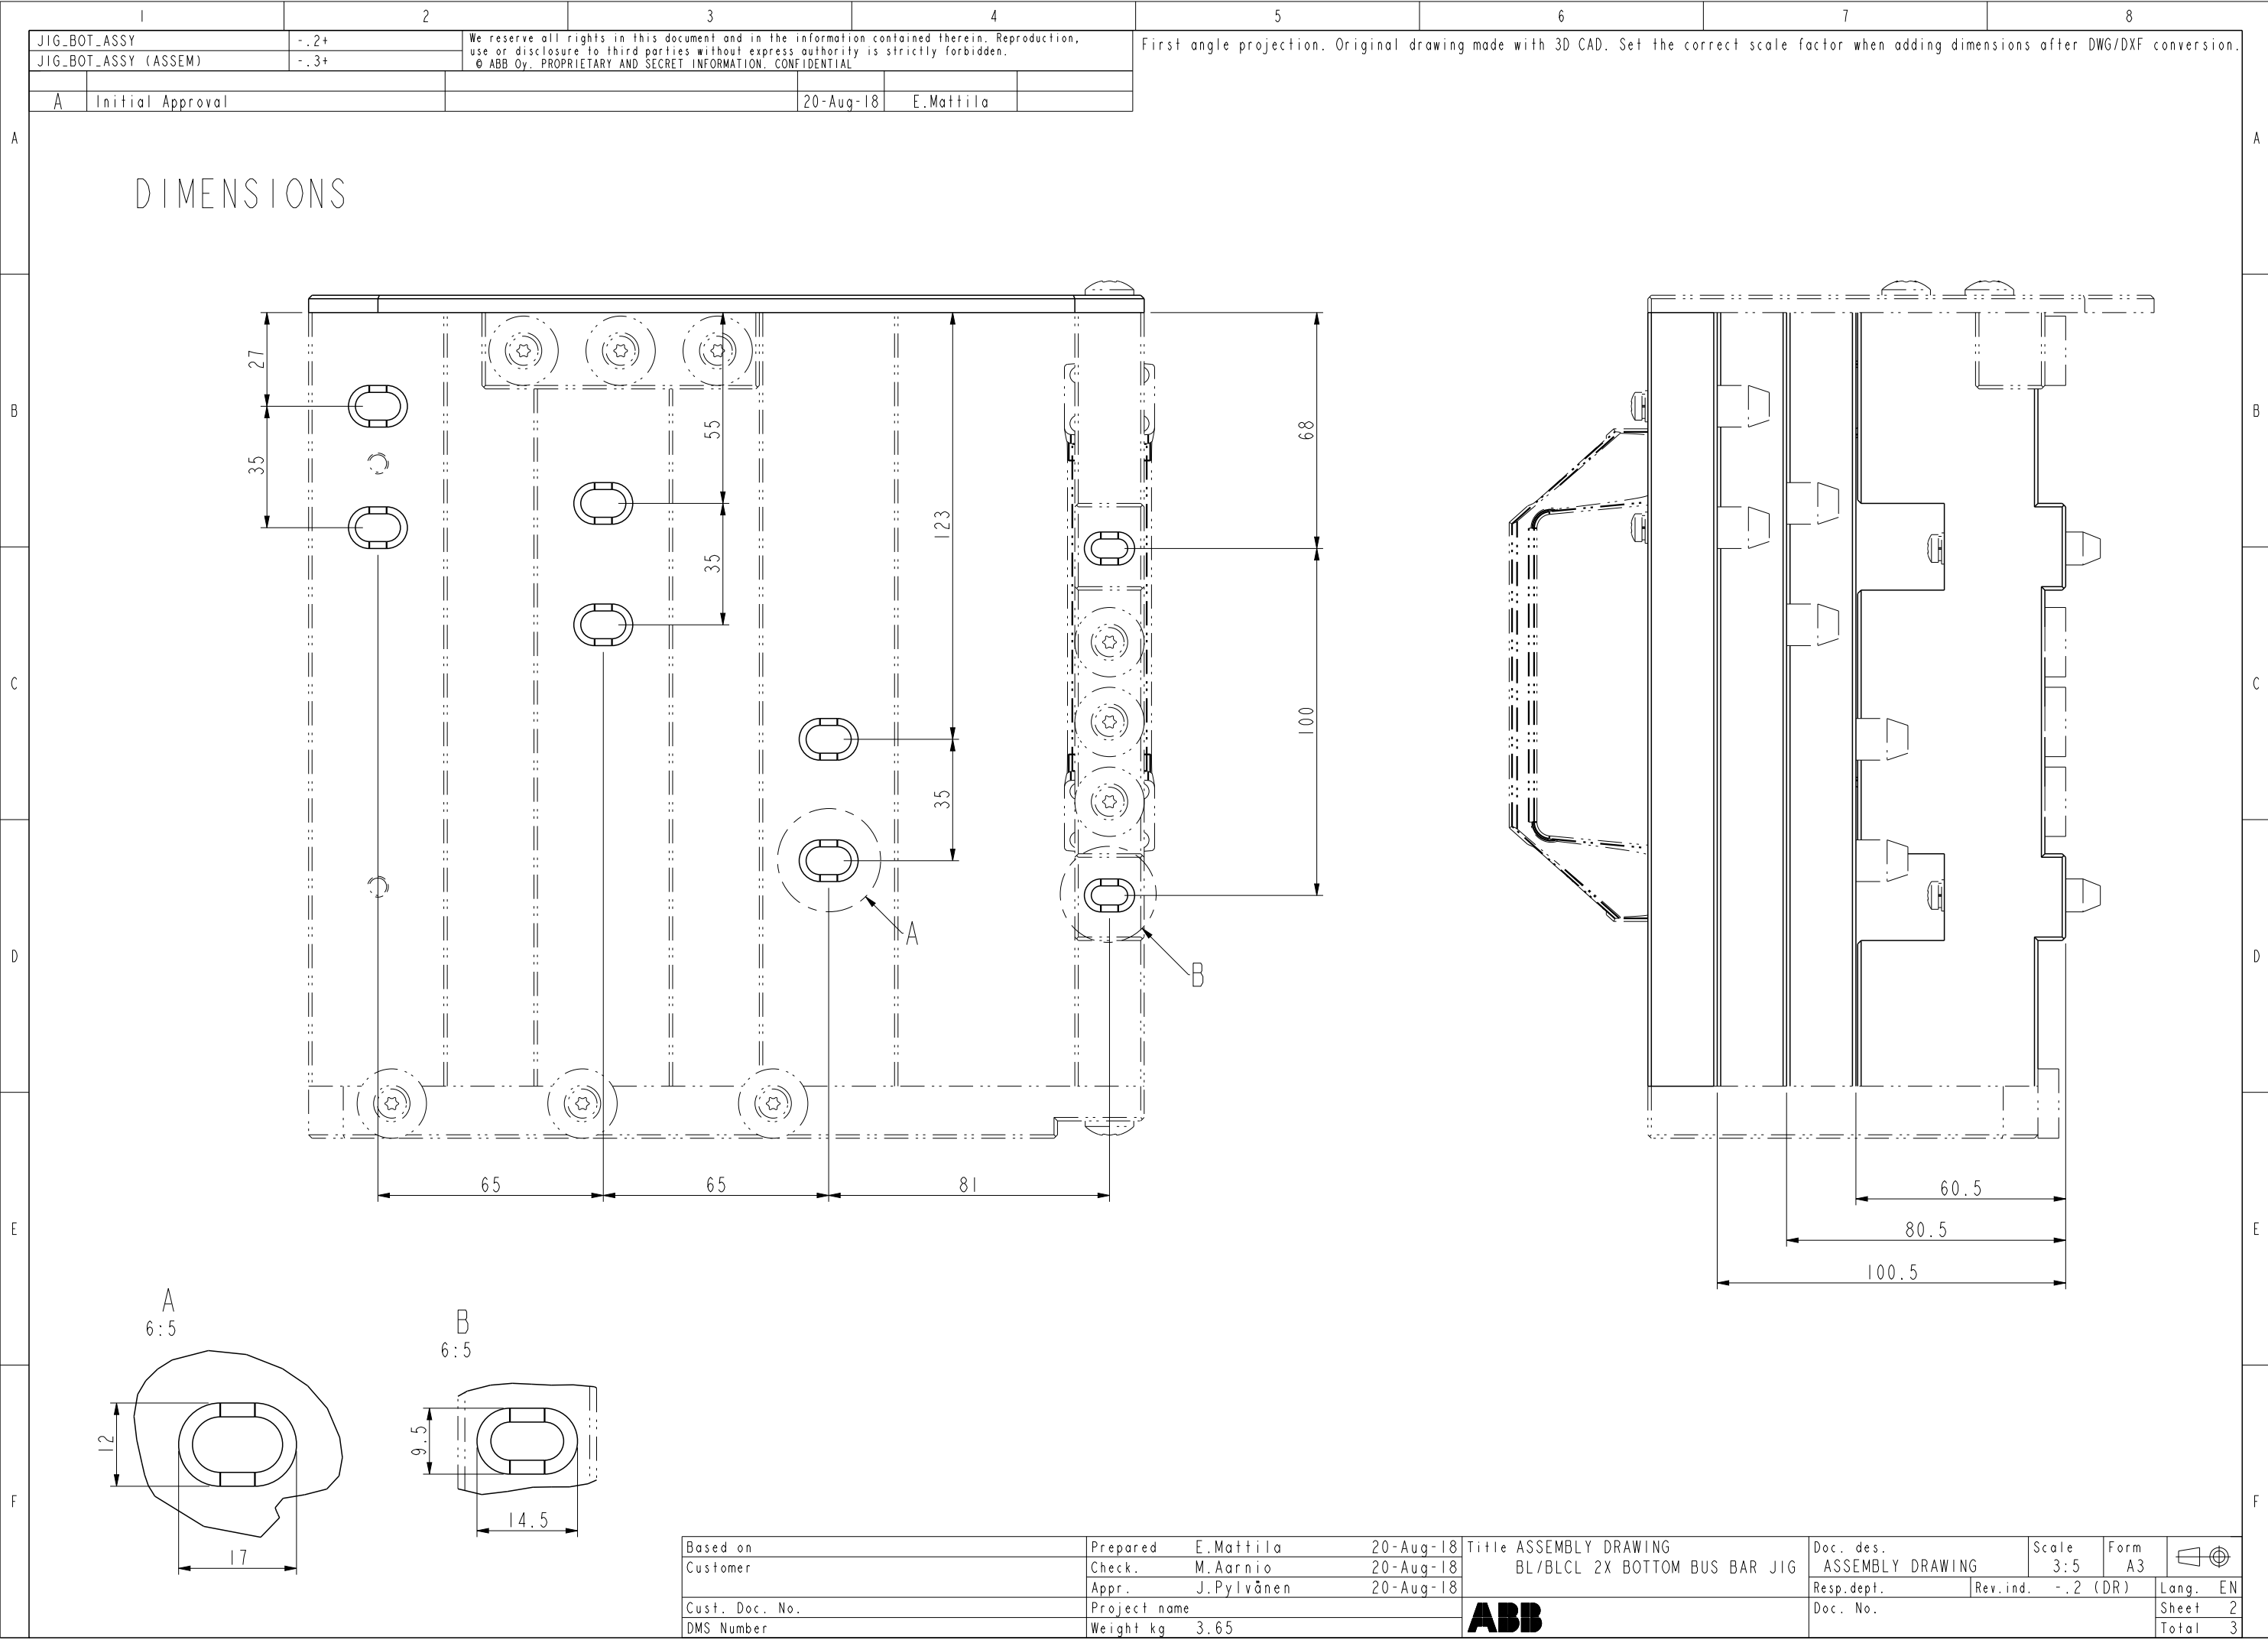 1 2 3 4 5 6 7 8
JIG_BOT_ASSY -.2+
JIG_BOT_ASSY (ASSEM) -.3+
We reserve all rights in this document and in the information contained therein. Reproduction,
use or disclosure to third parties without express authority is strictly forbidden.
© ABB Oy. PROPRIETARY AND SECRET INFORMATION. CONFIDENTIAL
First angle projection. Original drawing made with 3D CAD. Set the correct scale factor when adding dimensions after DWG/DXF conversion.
A Initial Approval 20-Aug-18 E.Mattila
A A
DIMENSIONS
27
55
68
B B
35
123
35
C C
100
35
A
B
D D
65 65 81
60.5
80.5
100.5
E E
A
6:5
B
6:5
12
9.5
14.5
17
F F
Based on
Customer
Cust. Doc. No.
DMS Number
Prepared E.Mattila 20-Aug-18
Check. M.Aarnio 20-Aug-18
Appr. J.Pylvänen 20-Aug-18
Project name
Weight kg 3.65
Title ASSEMBLY DRAWING
BL/BLCL 2X BOTTOM BUS BAR JIG
ABB
Doc. des.
ASSEMBLY DRAWING
Scale
3:5
Form
A3
Resp.dept.
Rev.ind. -.2 (DR)
Lang. EN
Doc. No.
Sheet 2
Total 3